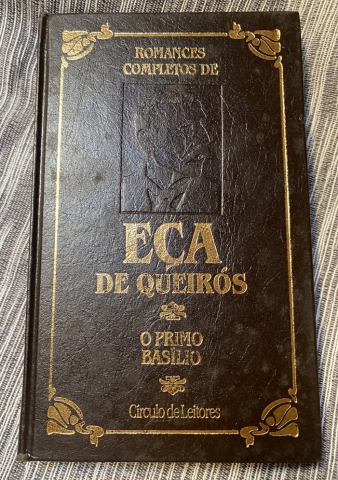 ROMANCES
COMPLETOS DE
EÇA
DE QUEIRÓS
O PRIMO
BASÍLIO
Círculo de Leitores